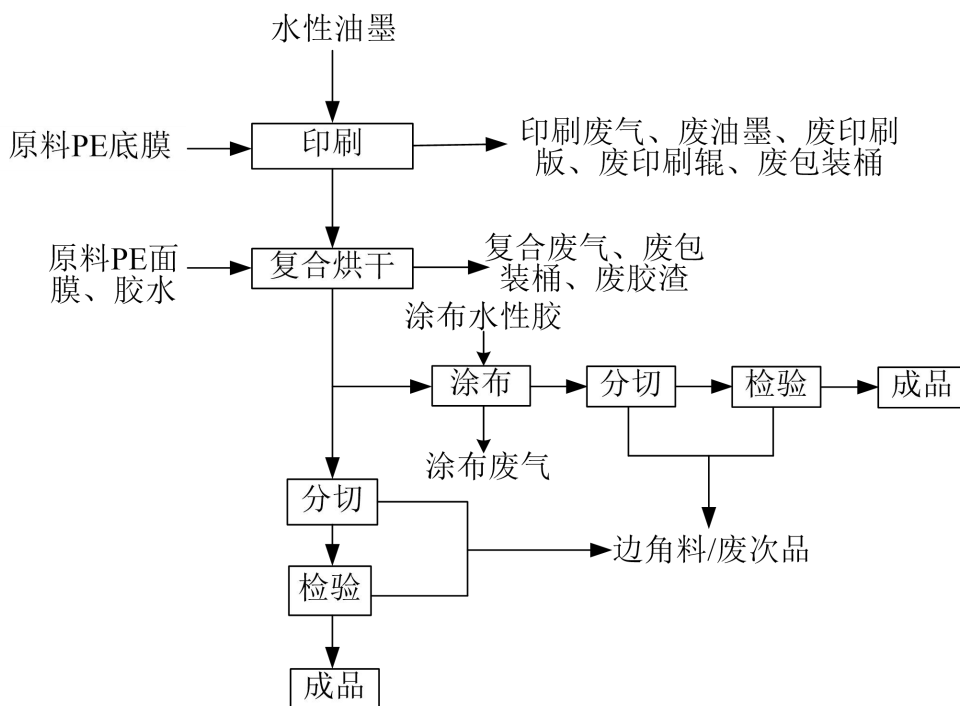 水性油墨
原料PE底膜
印刷
印刷废气、废油墨、废印刷
版、废印刷辊、废包装桶
原料PE面
膜、胶水
复合烘干
复合废气、废包
装桶、废胶渣
涂布水性胶
涂布
分切
检验
成品
涂布废气
分切
边角料/废次品
检验
成品